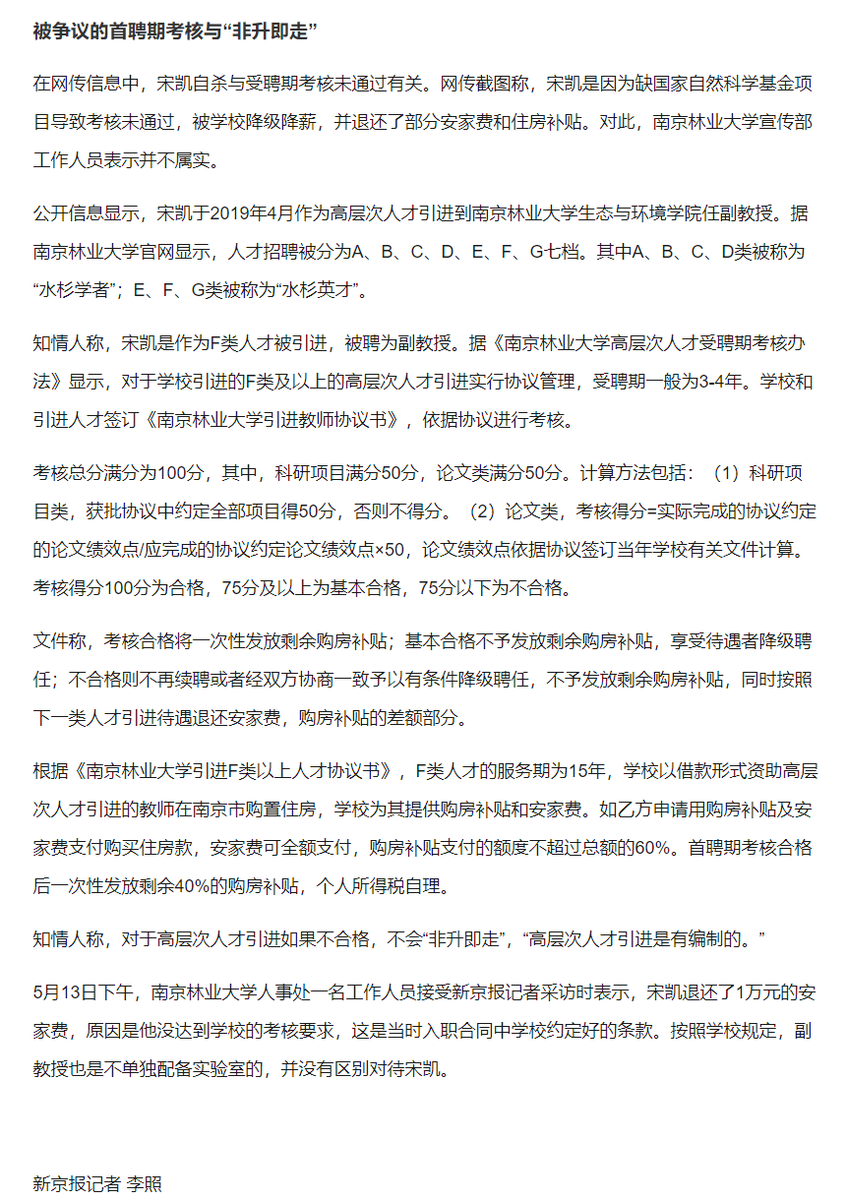 被争议的首聘期考核与“非升即走”
在网传信息中，宋凯自杀与受聘期考核未通过有关。网传截图称，宋凯是因为缺国家自然科学基金项
目导致考核未通过，被学校降级降薪，并退还了部分安家费和住房补贴。对此，南京林业大学宣传部
工作人员表示并不属实。
公开信息显示，宋凯于2019年4月作为高层次人才引进到南京林业大学生态与环境学院任副教授。据
南京林业大学官网显示，人才招聘被分为A、B、C、D、E、F、G七档。其中A、B、C、D类被称为
“水杉学者”；E、F、G类被称为“水杉英才”。
知情人称，宋凯是作为F类人才被引进，被聘为副教授。据《南京林业大学高层次人才受聘期考核办
法》显示，对于学校引进的F类及以上的高层次人才引进实行协议管理，受聘期一般为3-4年。学校和
引进人才签订《南京林业大学引进教师协议书》，依据协议进行考核。
考核总分满分为100分，其中，科研项目满分50分，论文类满分50分。计算方法包括：（1）科研项
目类，获批协议中约定全部项目得50分，否则不得分。（2）论文类，考核得分=实际完成的协议约定
的论文绩效点/应完成的协议约定论文绩效点×50，论文绩效点依据协议签订当年学校有关文件计算。
考核得分100分为合格，75分及以上为基本合格，75分以下为不合格。
文件称，考核合格将一次性发放剩余购房补贴；基本合格不予发放剩余购房补贴，享受待遇者降级聘
任；不合格则不再续聘或者经双方协商一致予以有条件降级聘任，不予发放剩余购房补贴，同时按照
下一类人才引进待遇退还安家费，购房补贴的差额部分。
根据《南京林业大学引进F类以上人才协议书》，F类人才的服务期为15年，学校以借款形式资助高层
次人才引进的教师在南京市购置住房，学校为其提供购房补贴和安家费。如乙方申请用购房补贴及安
家费支付购买住房款，安家费可全额支付，购房补贴支付的额度不超过总额的60%。首聘期考核合格
后一次性发放剩余40%的购房补贴，个人所得税自理。
知情人称，对于高层次人才引进如果不合格，不会“非升即走”，“高层次人才引进是有编制的。”
5月13日下午，南京林业大学人事处一名工作人员接受新京报记者采访时表示，宋凯退还了1万元的安
家费，原因是他没达到学校的考核要求，这是当时入职合同中学校约定好的条款。按照学校规定，副
教授也是不单独配备实验室的，并没有区别对待宋凯。
新京报记者 李照